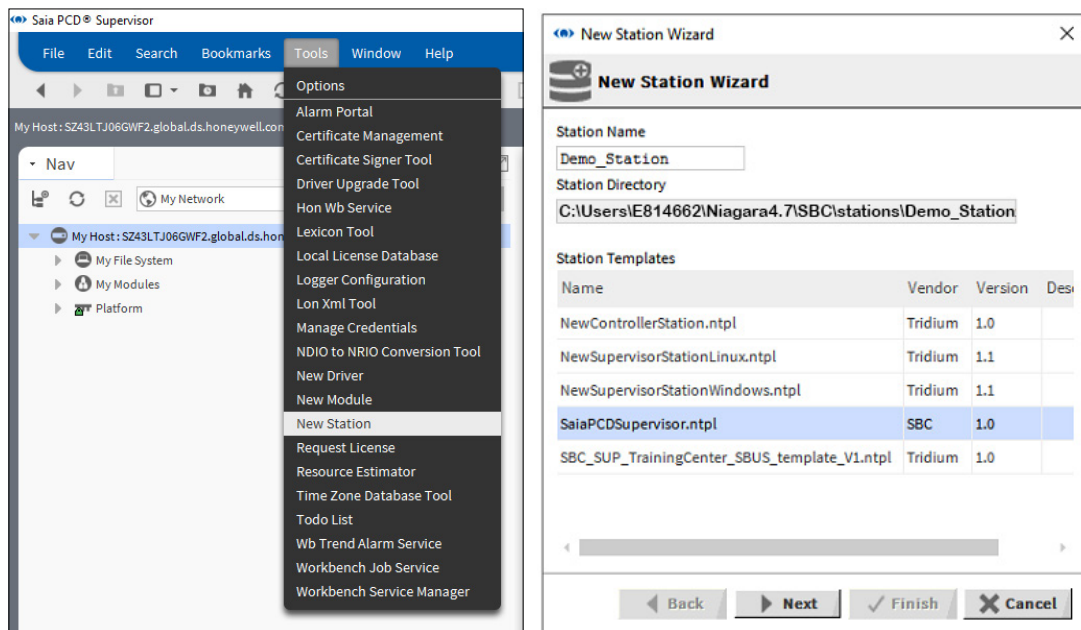 Saia PCD® Supervisor
File Edit Search Bookmarks Tools Window Help
My Host : SZ43LTJ06GWF2.global.ds.honeywell.con
Nav
My Network
My Host : SZ43LTJ06GWF2.global.ds.hon
My File System
My Modules
Platform
Options
Alarm Portal
Certificate Management
Certificate Signer Tool
Driver Upgrade Tool
Hon Wb Service
Lexicon Tool
Local License Database
Logger Configuration
Lon Xml Tool
Manage Credentials
NDIO to NRIO Conversion Tool
New Driver
New Module
New Station
Request License
Resource Estimator
Time Zone Database Tool
Todo List
Wb Trend Alarm Service
Workbench Job Service
Workbench Service Manager
New Station Wizard
New Station Wizard
Station Name
Demo_Station
Station Directory
C:\Users\E814662\Niagara4.7\SBC\stations\Demo_Station
Station Templates
Name Vendor Version Desc
NewControllerStation.ntpl Tridium 1.0
NewSupervisorStationLinux.ntpl Tridium 1.1
NewSupervisorStationWindows.ntpl Tridium 1.1
SaiaPCDSupervisor.ntpl SBC 1.0
SBC_SUP_TrainingCenter_SBUS_template_V1.ntpl Tridium 1.0
Back Next Finish Cancel